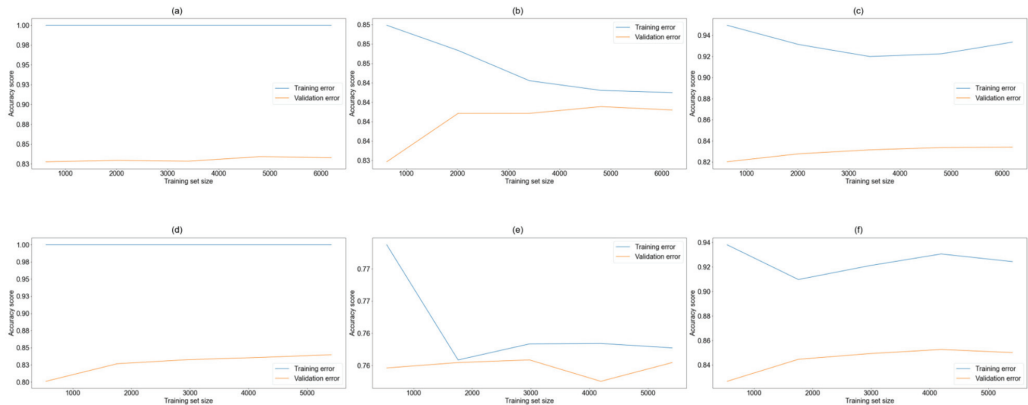 (a)
1.00
0.98
0.95
0.93
0.90
0.88
0.85
0.83
Accuracy score
Training error
Validation error
1000 2000 3000 4000 5000 6000
Training set size
(b)
0.85
0.85
0.85
0.84
0.84
0.84
0.84
0.83
Accuracy score
Training error
Validation error
1000 2000 3000 4000 5000 6000
Training set size
(c)
0.94
0.92
0.90
0.88
0.86
0.84
0.82
Accuracy score
Training error
Validation error
1000 2000 3000 4000 5000 6000
Training set size
(d)
1.00
0.98
0.95
0.93
0.90
0.88
0.85
0.83
0.80
Accuracy score
Training error
Validation error
1000 2000 3000 4000 5000
Training set size
(e)
0.77
0.77
0.76
0.76
Accuracy score
Training error
Validation error
1000 2000 3000 4000 5000
Training set size
(f)
0.94
0.92
0.90
0.88
0.86
0.84
Accuracy score
Training error
Validation error
1000 2000 3000 4000 5000
Training set size